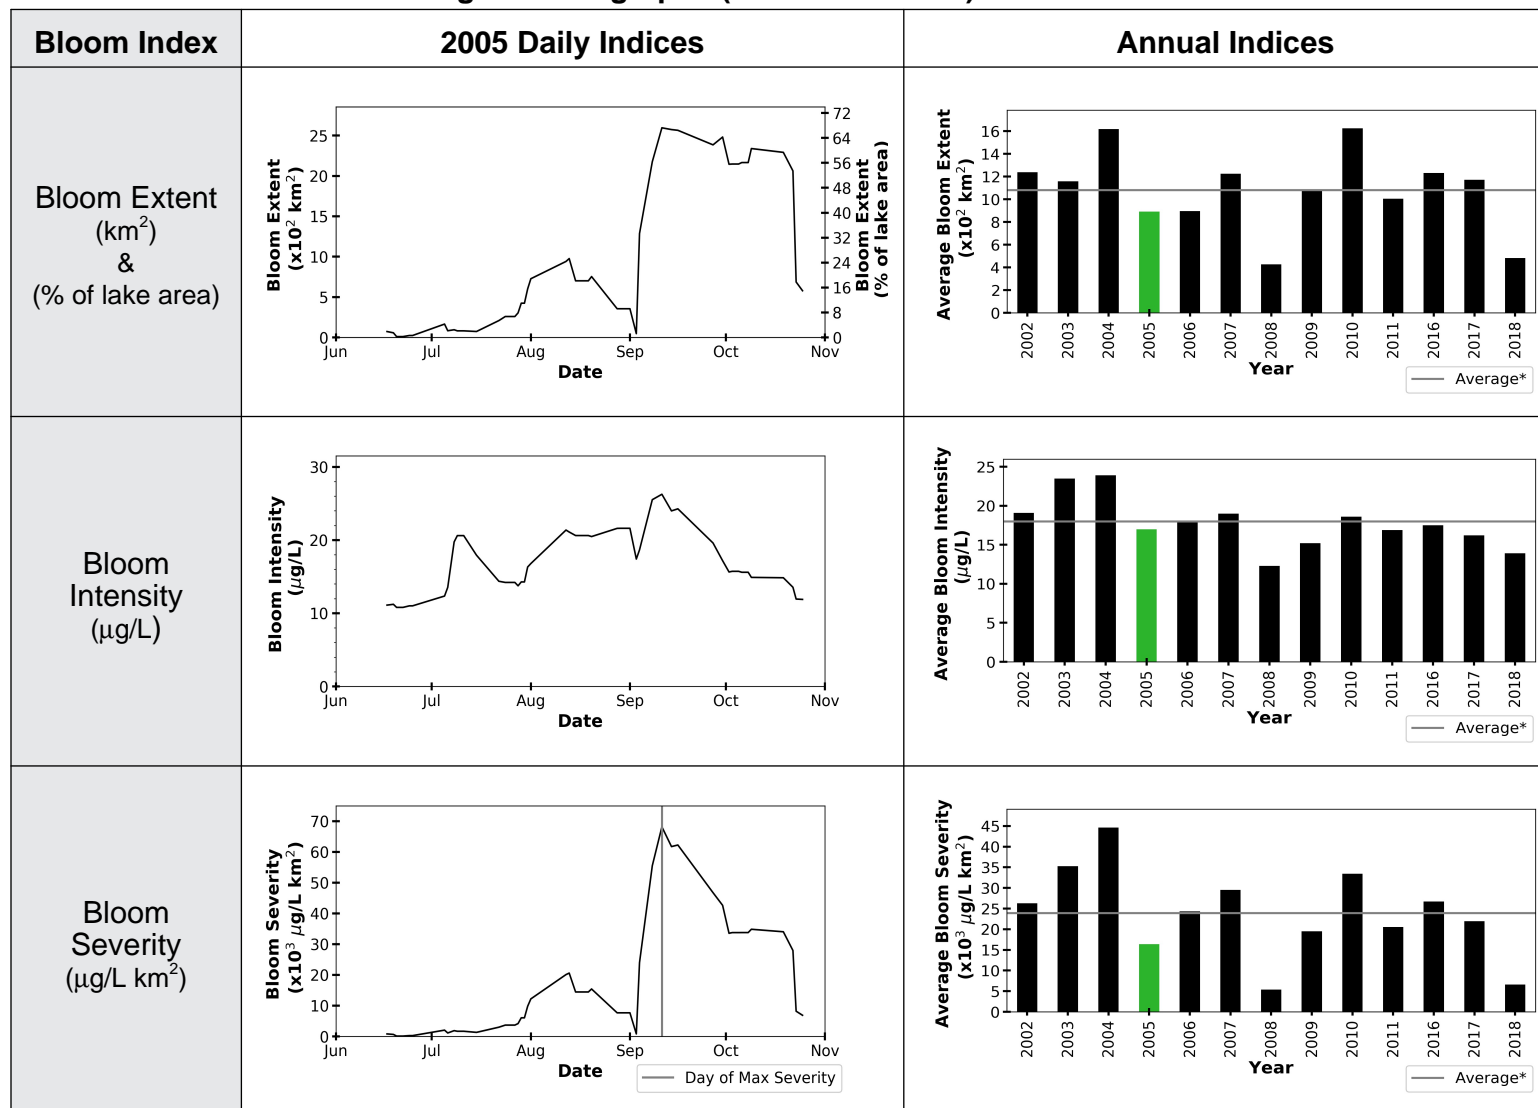 Bloom Index
2005 Daily Indices
Annual Indices
Bloom Extent
(km²)
&
(% of lake area)
Bloom Extent
(x10² km²)
25
20
15
10
5
0
72
64
56
48
40
32
24
16
8
0
Bloom Extent
(% of lake area)
Jun
Jul
Aug
Sep
Oct
Nov
Date
Average Bloom Extent
(x10² km²)
16
14
12
10
8
6
4
2
0
2002
2003
2004
2005
2006
2007
2008
2009
2010
2011
2016
2017
2018
Year
Average*
Bloom
Intensity
(µg/L)
Bloom Intensity
(µg/L)
30
20
10
0
Jun
Jul
Aug
Sep
Oct
Nov
Date
Average Bloom Intensity
(µg/L)
25
20
15
10
5
0
2002
2003
2004
2005
2006
2007
2008
2009
2010
2011
2016
2017
2018
Year
Average*
Bloom
Severity
(µg/L km²)
Bloom Severity
(x10³ µg/L km²)
70
60
50
40
30
20
10
0
Jun
Jul
Aug
Sep
Oct
Nov
Date
Day of Max Severity
Average Bloom Severity
(x10³ µg/L km²)
45
40
35
30
25
20
15
10
5
0
2002
2003
2004
2005
2006
2007
2008
2009
2010
2011
2016
2017
2018
Year
Average*